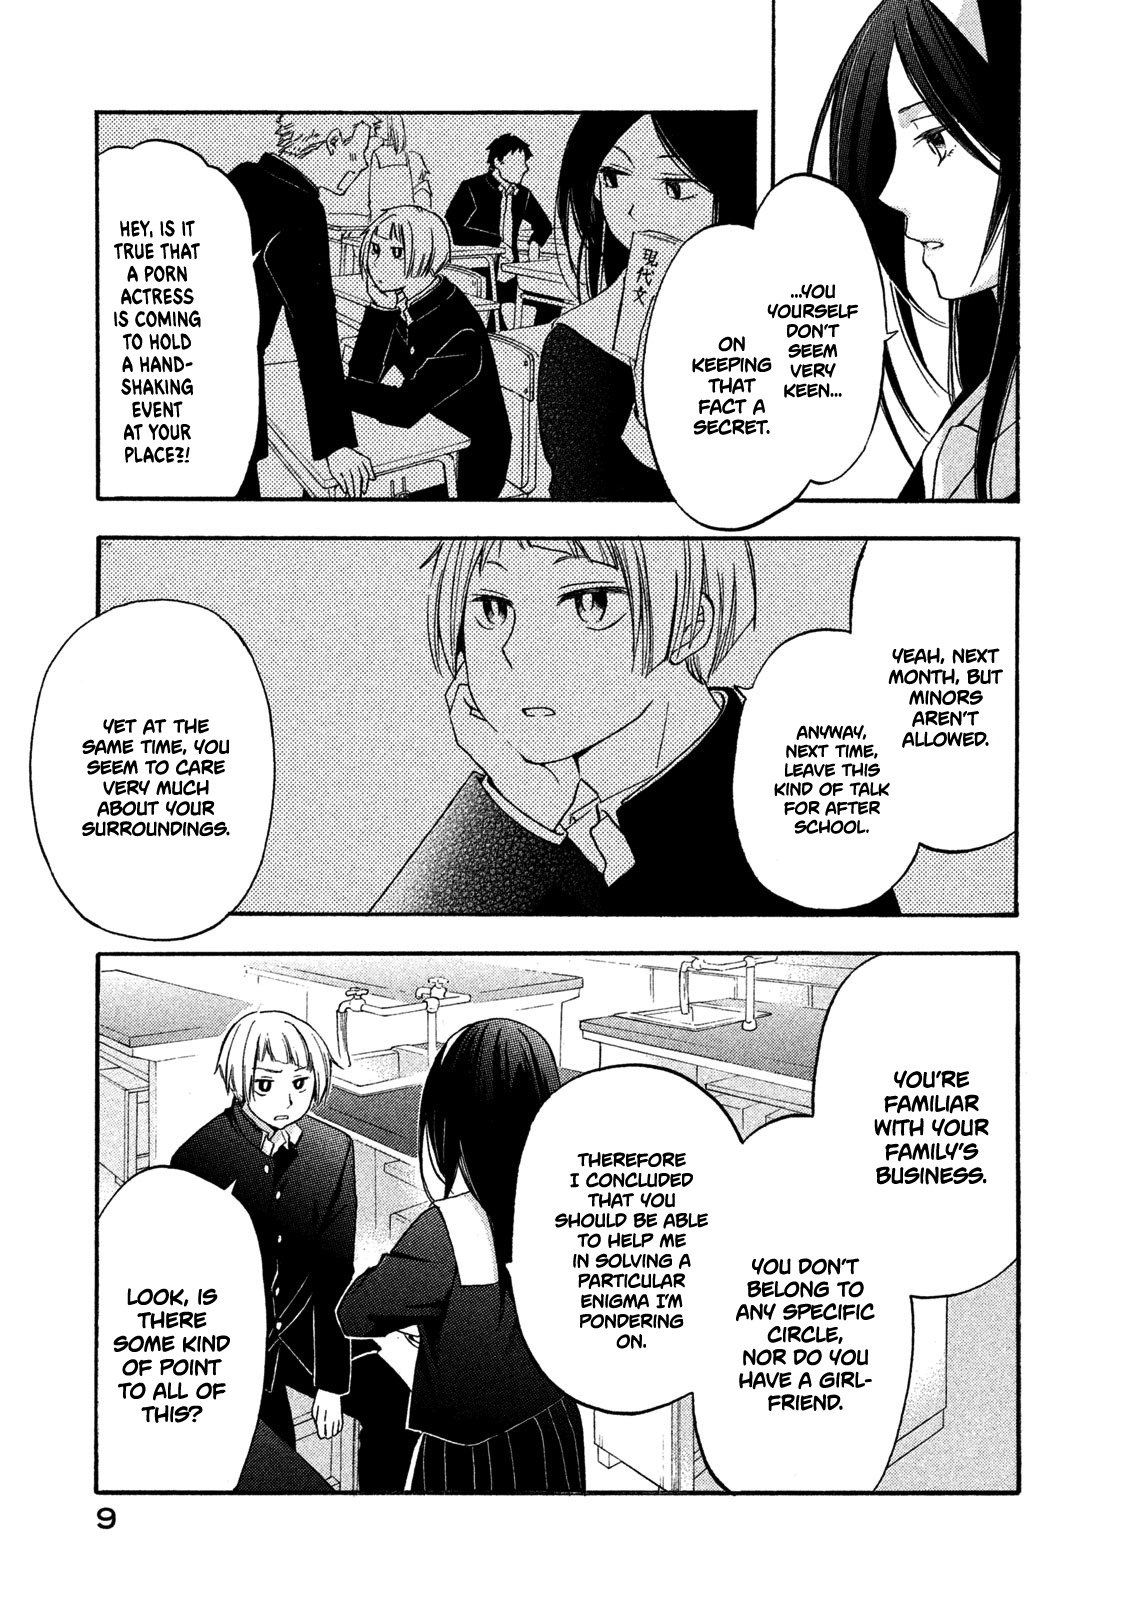 ...YOU
YOURSELF
DON'T
SEEM
VERY
KEEN...
ON
KEEPING
THAT
FACT A
SECRET.
現代文
HEY, IS IT
TRUE THAT
A PORN
ACTRESS
IS COMING
TO HOLD
A HAND-
SHAKING
EVENT
AT YOUR
PLACE?!
YEAH, NEXT
MONTH, BUT
MINORS
AREN'T
ALLOWED.
ANYWAY,
NEXT TIME,
LEAVE THIS
KIND OF TALK
FOR AFTER
SCHOOL.
YET AT THE
SAME TIME, YOU
SEEM TO CARE
VERY MUCH
ABOUT YOUR
SURROUNDINGS.
YOU'RE
FAMILIAR
WITH YOUR
FAMILY'S
BUSINESS.
YOU DON'T
BELONG TO
ANY SPECIFIC
CIRCLE,
NOR DO YOU
HAVE A GIRL-
FRIEND.
THEREFORE
I CONCLUDED
THAT YOU
SHOULD BE ABLE
TO HELP ME
IN SOLVING A
PARTICULAR
ENIGMA I'M
PONDERING
ON.
LOOK, IS
THERE
SOME KIND
OF POINT
TO ALL OF
THIS?
9